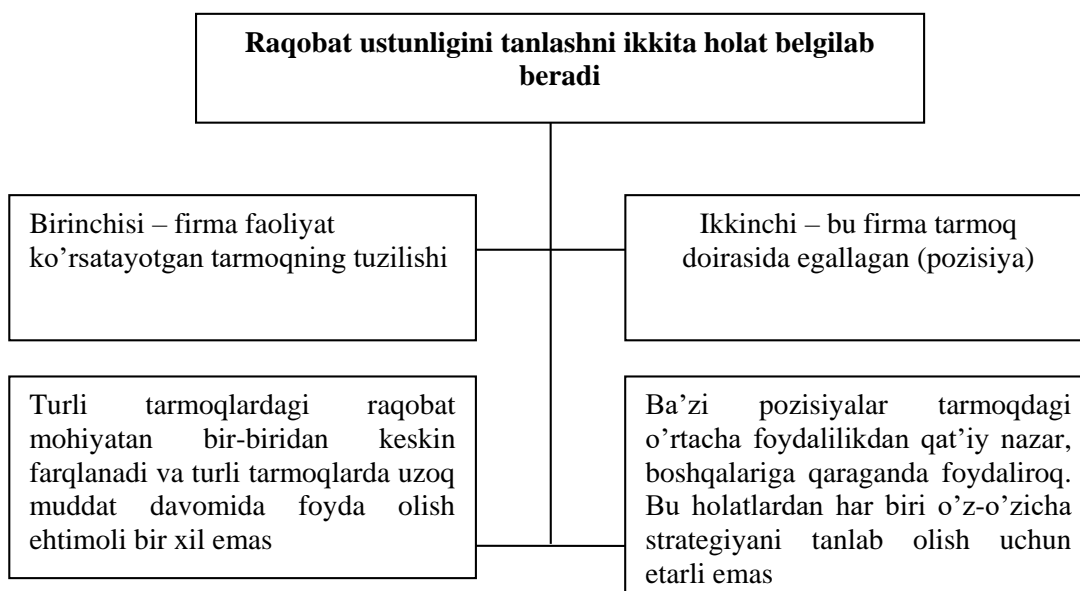 Raqobat ustunligini tanlashni ikkita holat belgilab
beradi
Birinchisi – firma faoliyat
ko’rsatayotgan tarmoqning tuzilishi
Ikkinchi – bu firma tarmoq
doirasida egallagan (pozisiya)
Turli tarmoqlardagi raqobat
mohiyatan bir-biridan keskin
farqlanadi va turli tarmoqlarda uzoq
muddat davomida foyda olish
ehtimoli bir xil emas
Ba’zi pozisiyalar tarmoqdagi
o’rtacha foydalilikdan qat’iy nazar,
boshqalariga qaraganda foydaliroq.
Bu holatlardan har biri o’z-o’zicha
strategiyani tanlab olish uchun
etarli emas